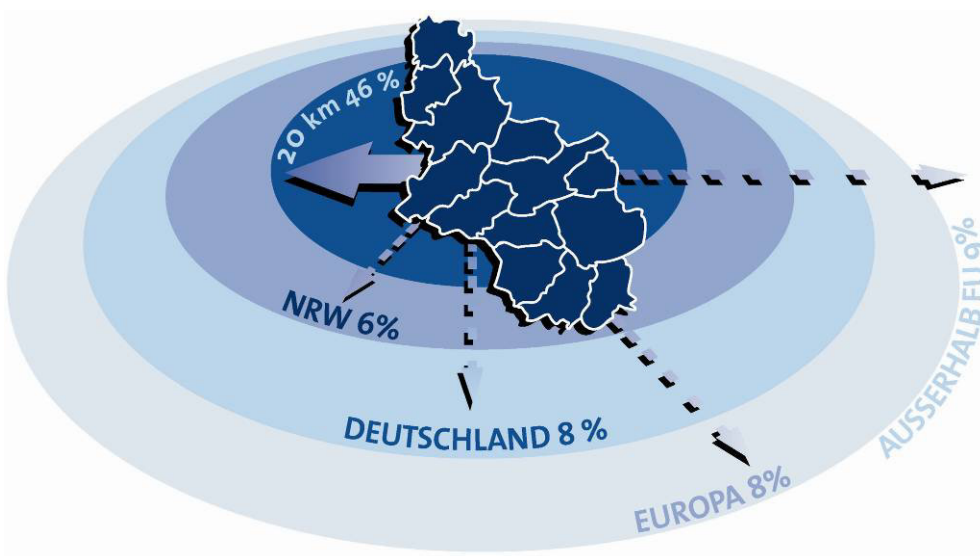 20 km 46 %
NRW 6%
DEUTSCHLAND 8 %
EUROPA 8%
AUSSERHALB EU 9%